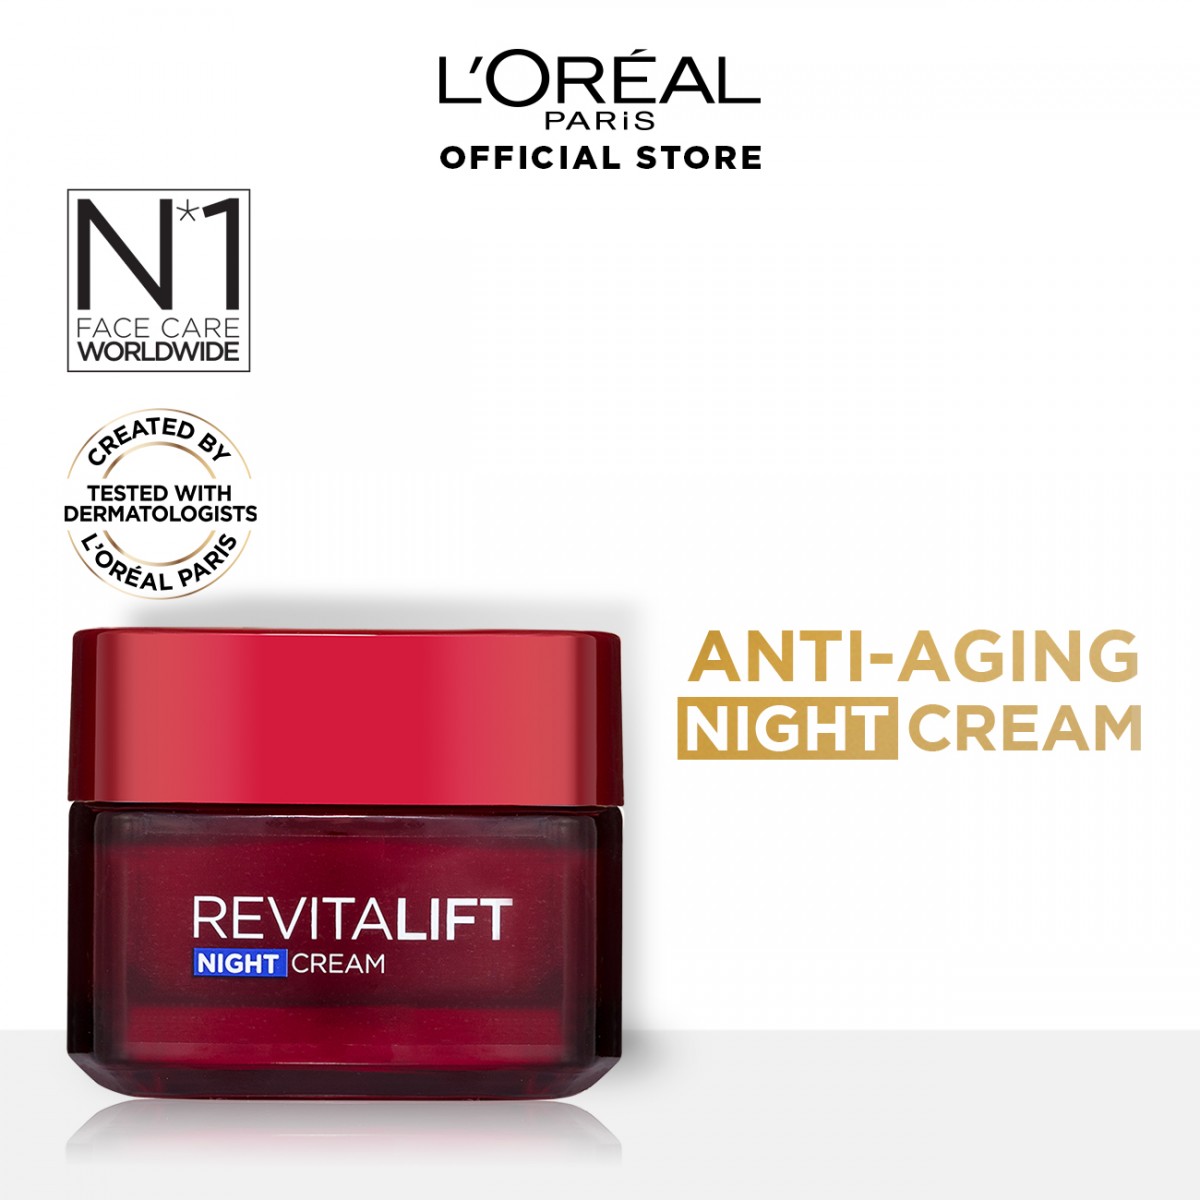 L'ORÉAL
PARiS
OFFICIAL STORE
N*1
FACE CARE
WORLDWIDE
CREATED BY
TESTED WITH
DERMATOLOGISTS
L'ORÉAL PARIS
ANTI-AGING
NIGHT CREAM
REVITALIFT
NIGHT CREAM